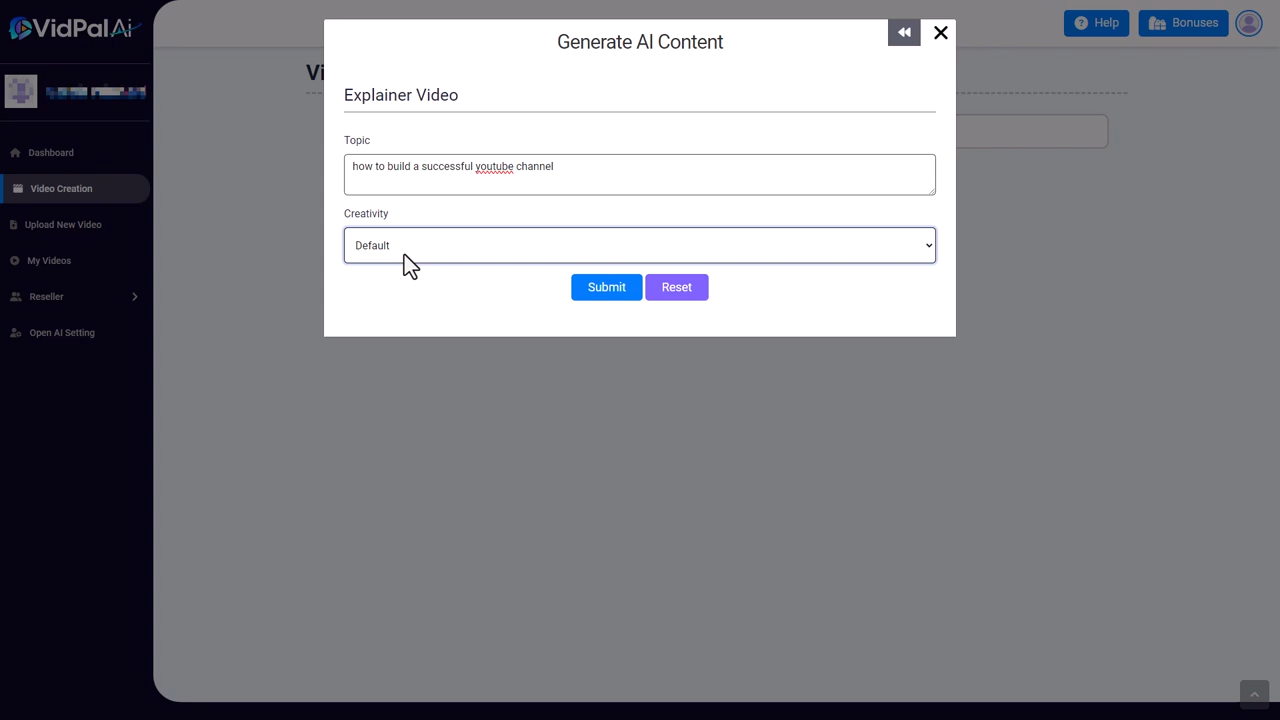 VidPalAi
Help
Bonuses
Generate AI Content
Vi
Explainer Video
Topic
how to build a successful youtube channel
Creativity
Default
Submit
Reset
Dashboard
Video Creation
Upload New Video
My Videos
Reseller
Open AI Setting